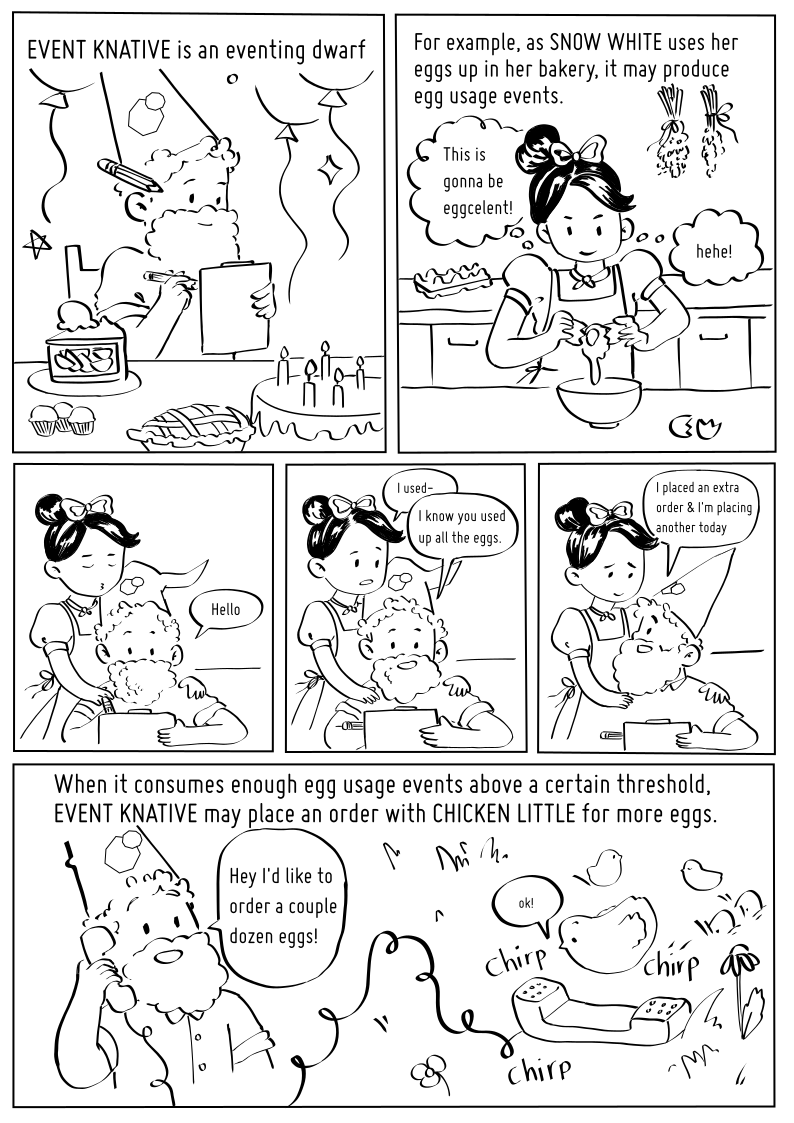 EVENT KNATIVE is an eventing dwarf
For example, as SNOW WHITE uses her
eggs up in her bakery, it may produce
egg usage events.
This is
gonna be
eggcelent!
hehe!
Hello
I used-
I know you used
up all the eggs.
I placed an extra
order & I'm placing
another today
When it consumes enough egg usage events above a certain threshold,
EVENT KNATIVE may place an order with CHICKEN LITTLE for more eggs.
Hey I'd like to
order a couple
dozen eggs!
ok!
chirp
chirp
chirp